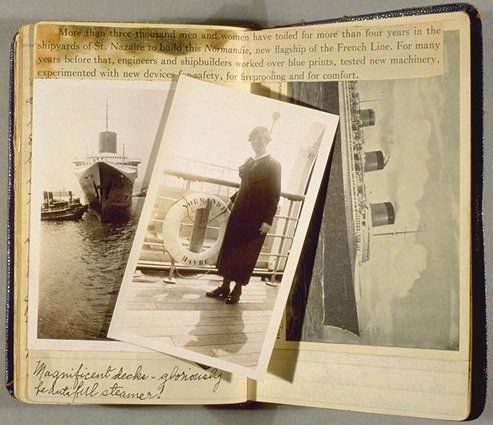 More than three thousand men and women have toiled for more than four years in the
shipyards of St. Nazaire to build this Normandie, new flagship of the French Line. For many
years before that, engineers and shipbuilders worked over blue prints, tested new machinery,
experimented with new devices for safety, for fireproofing and for comfort.
NORMANDIE
HAVRE
Magnificent decks - gloriously
beautifull steamer!